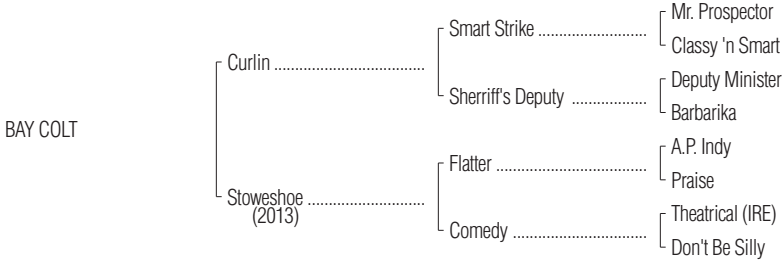 Mr. Prospector
Smart Strike ........................
Classy 'n Smart
Curlin .................................
Deputy Minister
Sherriff's Deputy .................
Barbarika
BAY COLT
A.P. Indy
Flatter .................................
Praise
Stoweshoe ..........................
(2013)
Theatrical (IRE)
Comedy ..............................
Don't Be Silly